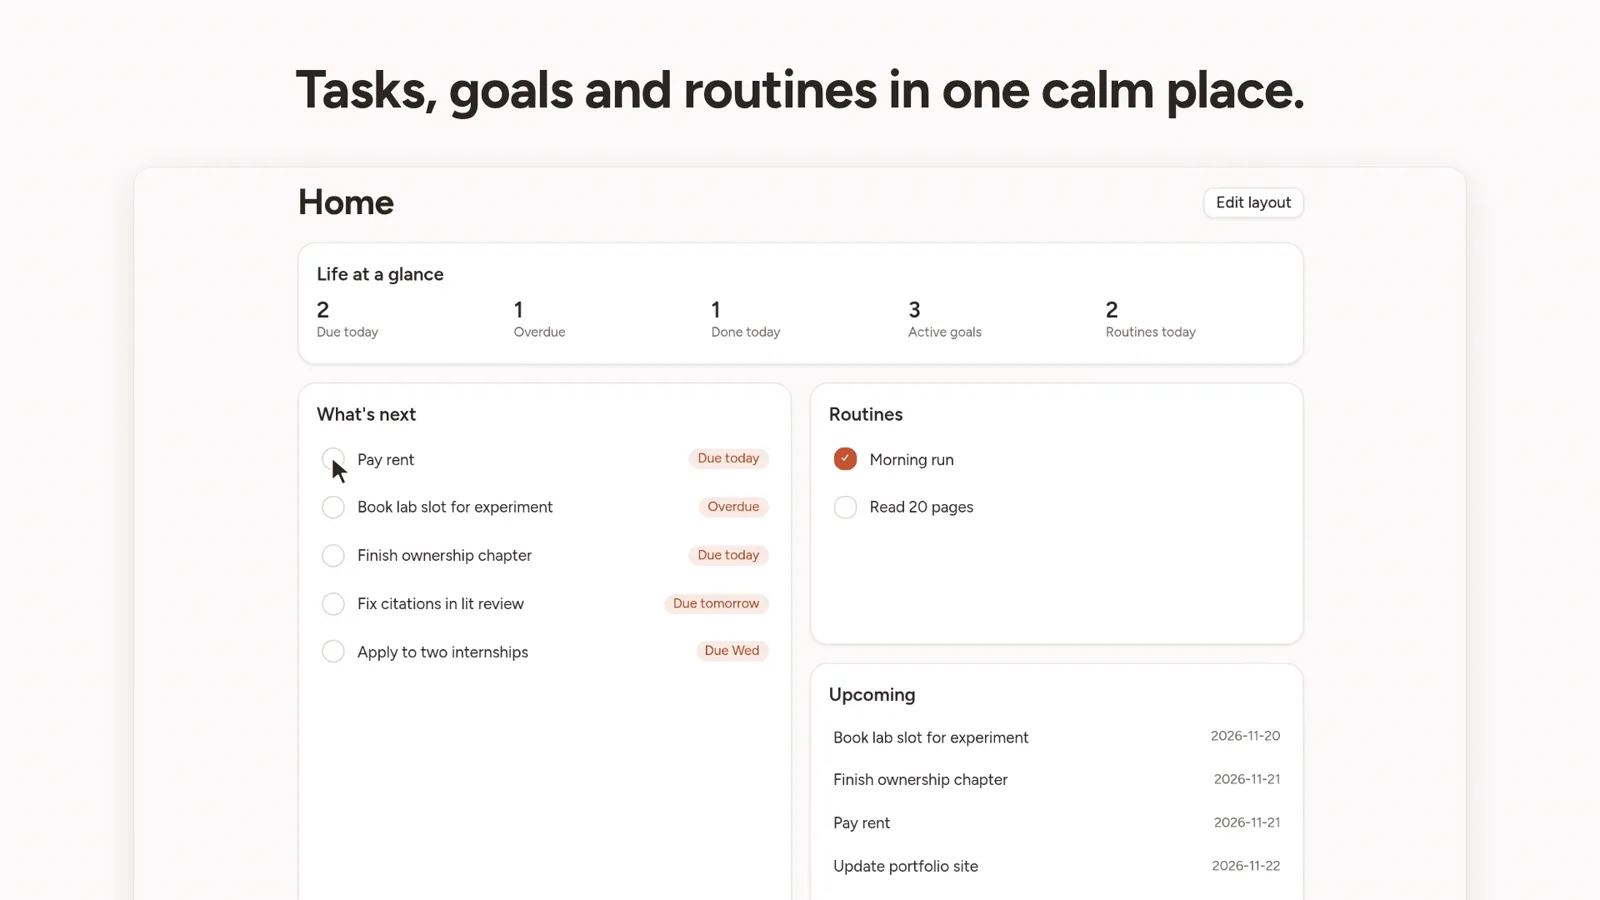 Tasks, goals and routines in one calm place.
Home
Edit layout
Life at a glance
2
Due today
1
Overdue
1
Done today
3
Active goals
2
Routines today
What's next
Pay rent
Due today
Book lab slot for experiment
Overdue
Finish ownership chapter
Due today
Fix citations in lit review
Due tomorrow
Apply to two internships
Due Wed
Routines
Morning run
Read 20 pages
Upcoming
Book lab slot for experiment
2026-11-20
Finish ownership chapter
2026-11-21
Pay rent
2026-11-21
Update portfolio site
2026-11-22